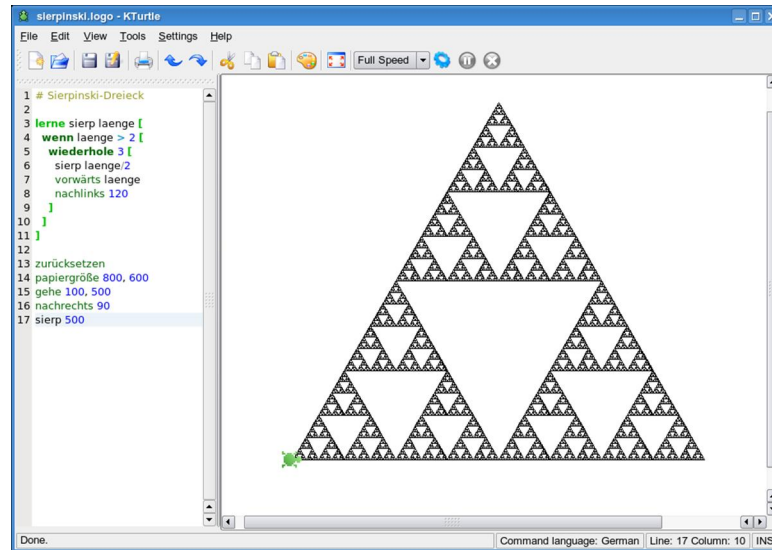 sierpinski.logo - KTurtle
File Edit View Tools Settings Help
Full Speed
1 # Sierpinski-Dreieck
2
3 lerne sierp laenge [
4 wenn laenge > 2 [
5 wiederhole 3 [
6 sierp laenge/2
7 vorwärts laenge
8 nachlinks 120
9 ]
10 ]
11 ]
12
13 zurücksetzen
14 papiergröße 800, 600
15 gehe 100, 500
16 nachrechts 90
17 sierp 500
Done. Command language: German Line: 17 Column: 10 INS